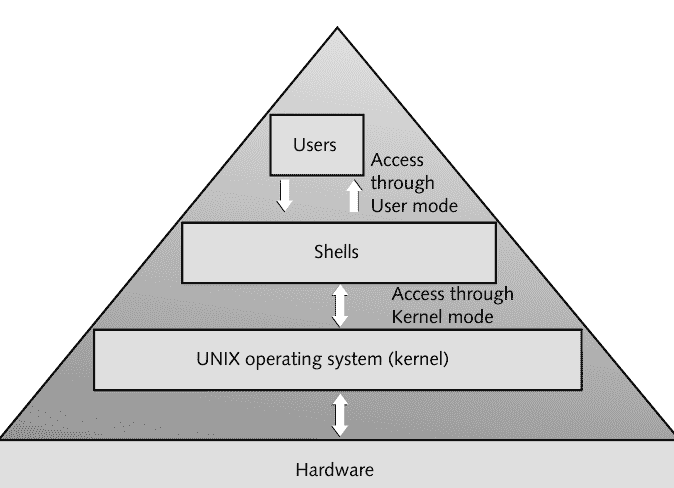 Users
Access
through
User mode
Shells
Access through
Kernel mode
UNIX operating system (kernel)
Hardware